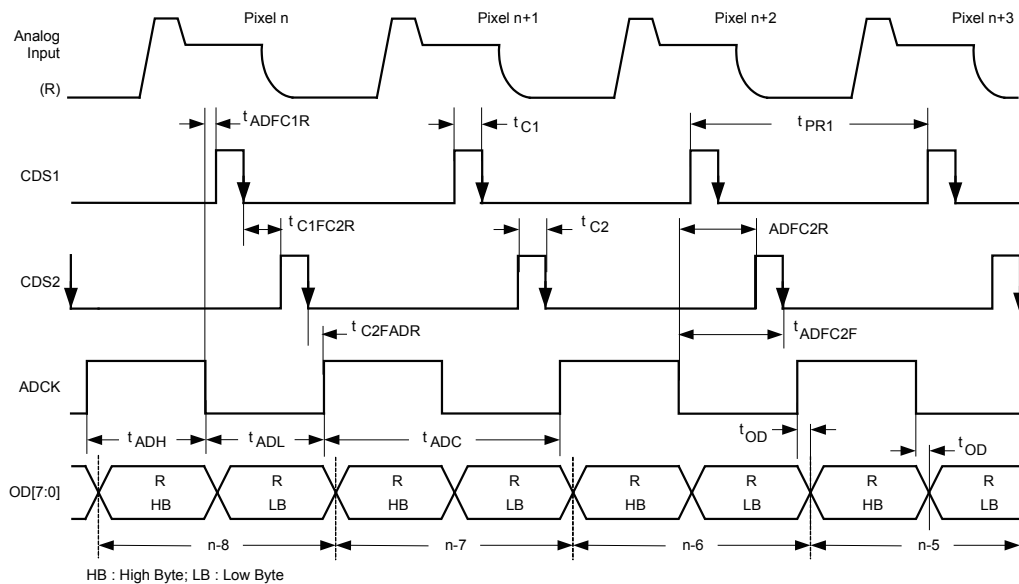 Pixel n Pixel n+1 Pixel n+2 Pixel n+3
Analog
Input
(R)
t ADFC1R t C1 t PR1
CDS1
t C1FC2R t C2 ADFC2R
CDS2
t C2FADR t ADFC2F
ADCK
t ADH t ADL t ADC t OD t OD
OD[7:0] R R R R R R R R
HB LB HB LB HB LB HB LB
n-8 n-7 n-6 n-5
HB : High Byte; LB : Low Byte